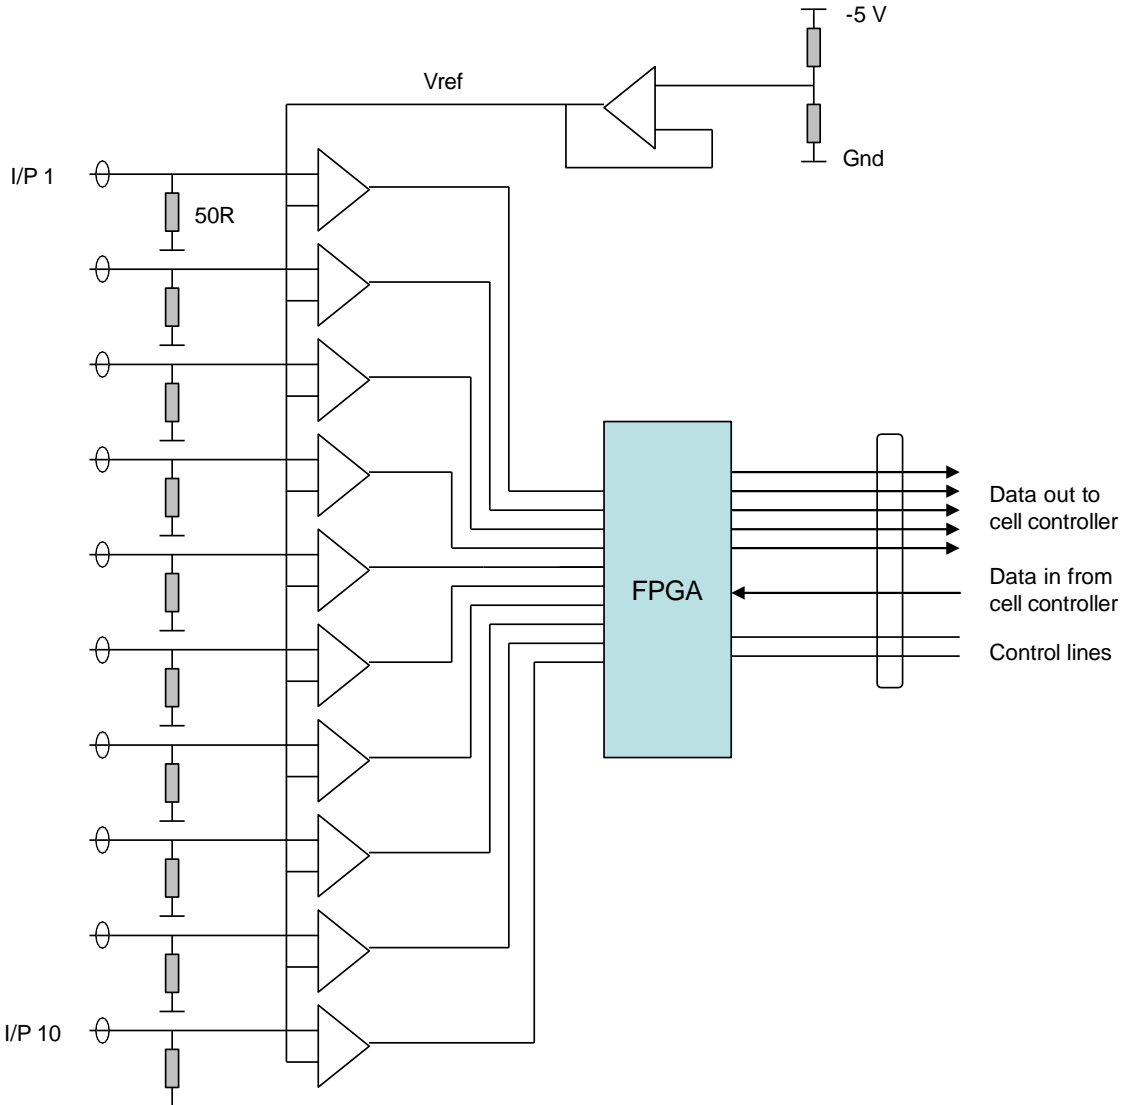 -5 V
Vref
Gnd
I/P 1
50R
Data out to
cell controller
FPGA
Data in from
cell controller
Control lines
I/P 10